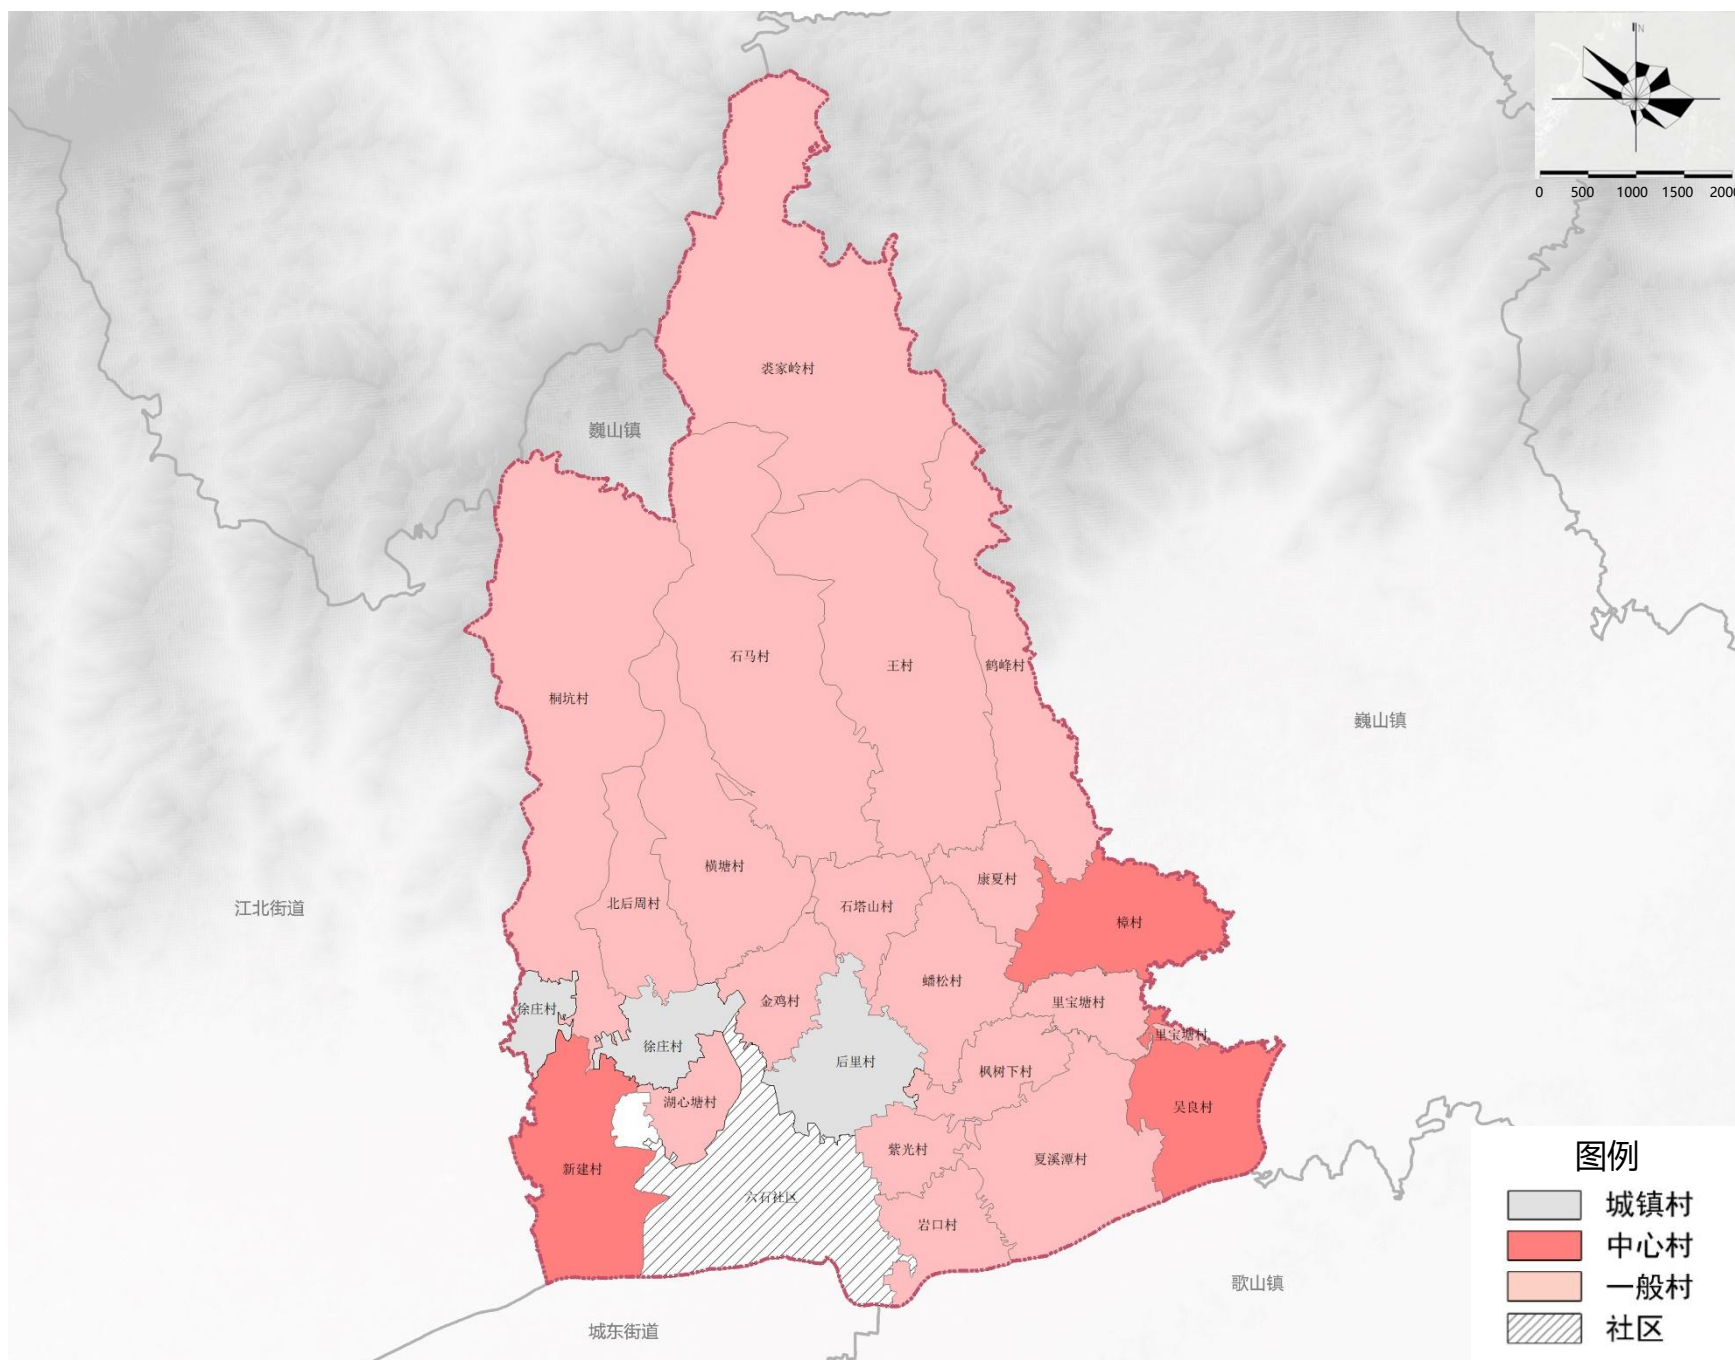 N
0 500 1000 1500 200
裘家岭村
巍山镇
石马村
王村
鹤峰村
桐坑村
巍山镇
横塘村
康夏村
北后周村
石塔山村
江北街道
樟村
蟠松村
金鸡村
里宝塘村
徐庄村
里宝塘村
徐庄村
后里村
枫树下村
湖心塘村
吴良村
紫光村
夏溪潭村
新建村
六石社区
岩口村
歌山镇
城东街道
图例
城镇村
中心村
一般村
社区